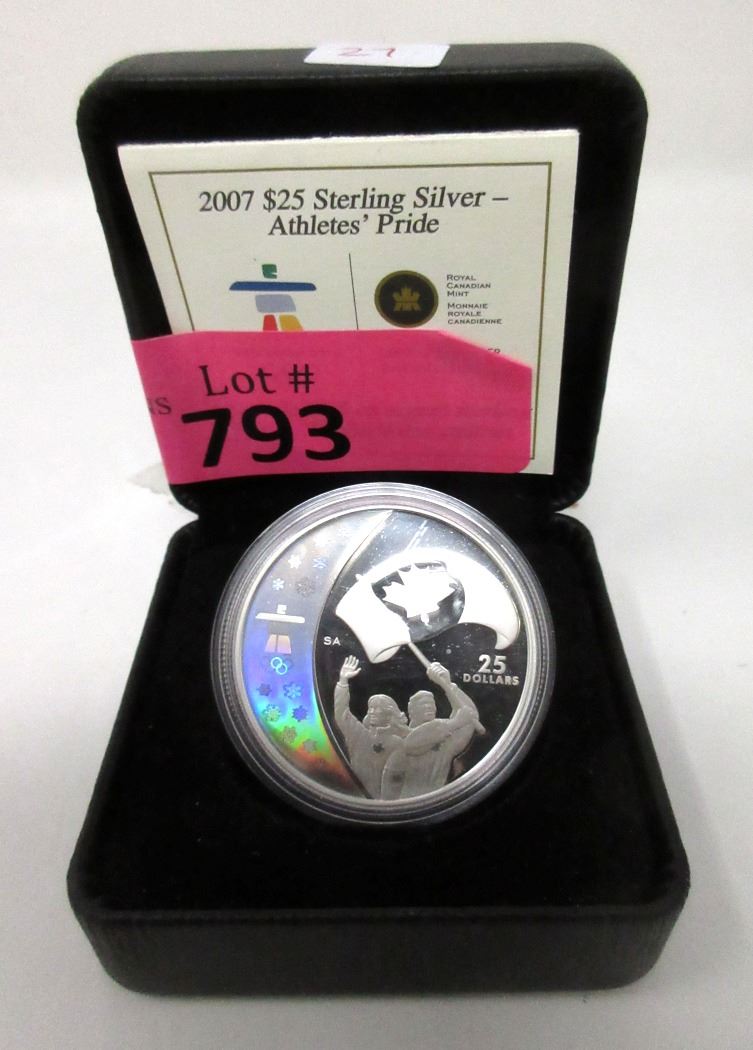 27
2007 $25 Sterling Silver –
Athletes' Pride
ROYAL
CANADIAN
MINT
MONNAIE
ROYALE
CANADIENNE
Lot #
793
SA
25
DOLLARS